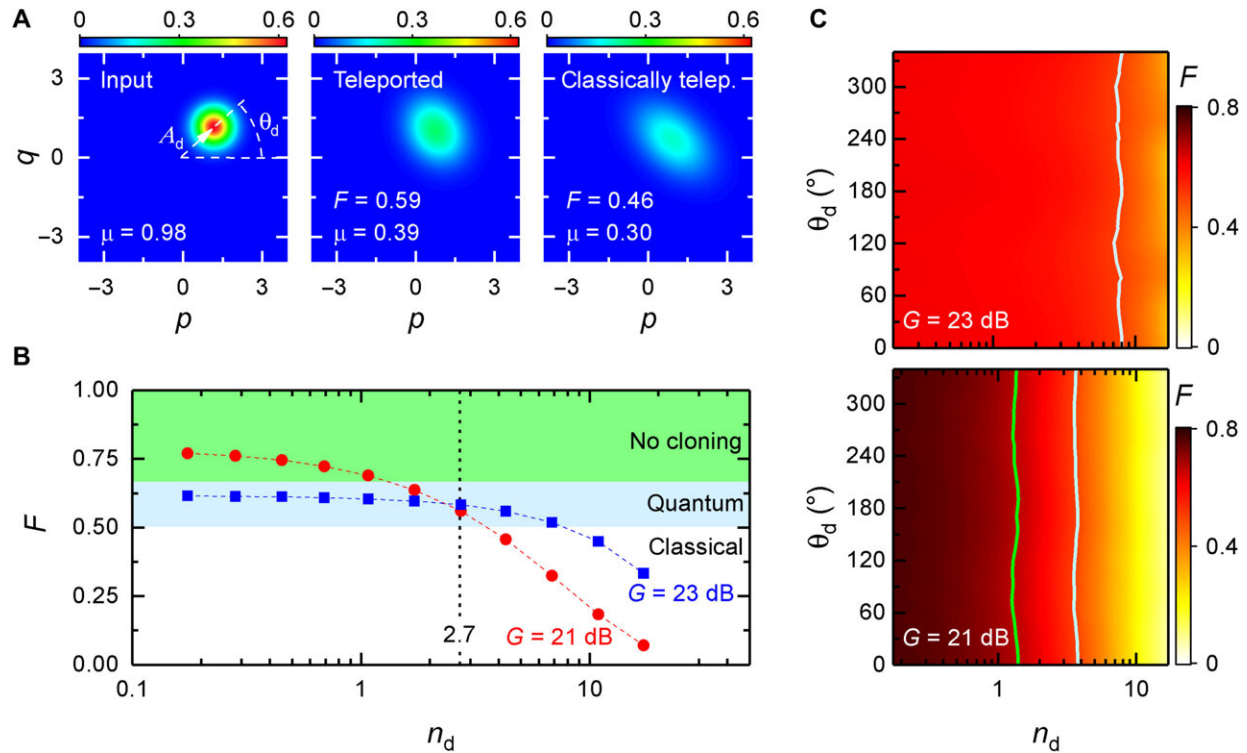 A
0 0.3 0.6
0 0.3 0.6
0 0.3 0.6
Input
Teleported
Classically telep.
A_d
θ_d
F = 0.59
F = 0.46
μ = 0.98
μ = 0.39
μ = 0.30
q
3
0
−3
−3 0 3
−3 0 3
−3 0 3
p
p
p
B
F
1.00
0.75
0.50
0.25
0.00
No cloning
Quantum
Classical
G = 23 dB
G = 21 dB
2.7
0.1 1 10
n_d
C
θ_d (°)
330
240
180
120
60
0
G = 23 dB
F
0.8
0.4
0
θ_d (°)
300
240
180
120
60
0
G = 21 dB
F
0.8
0.4
0
1 10
n_d